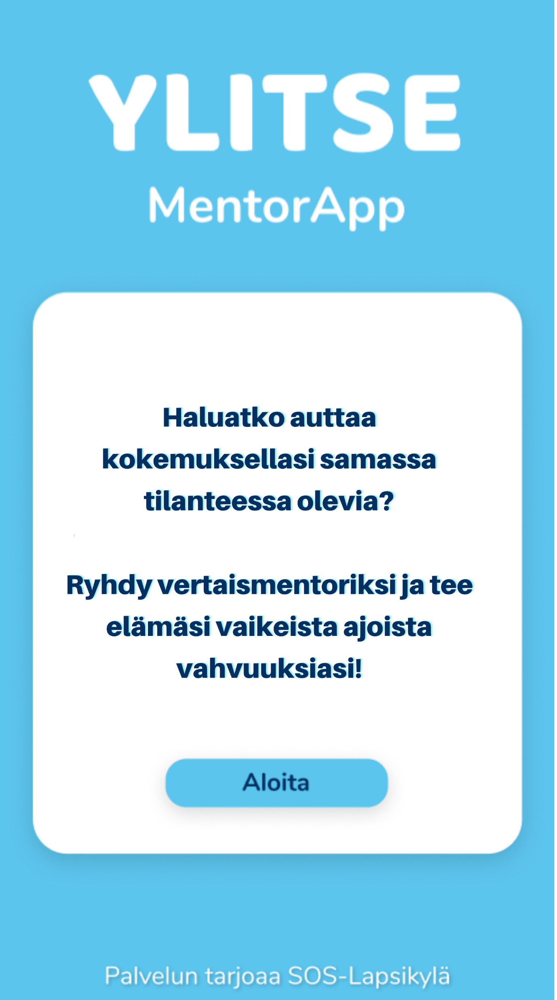 YLITSE
MentorApp
Haluatko auttaa
kokemuksellasi samassa
tilanteessa olevia?
Ryhdy vertaismentoriksi ja tee
elämäsi vaikeista ajoista
vahvuuksiasi!
Aloita
Palvelun tarjoaa SOS-Lapsikylä